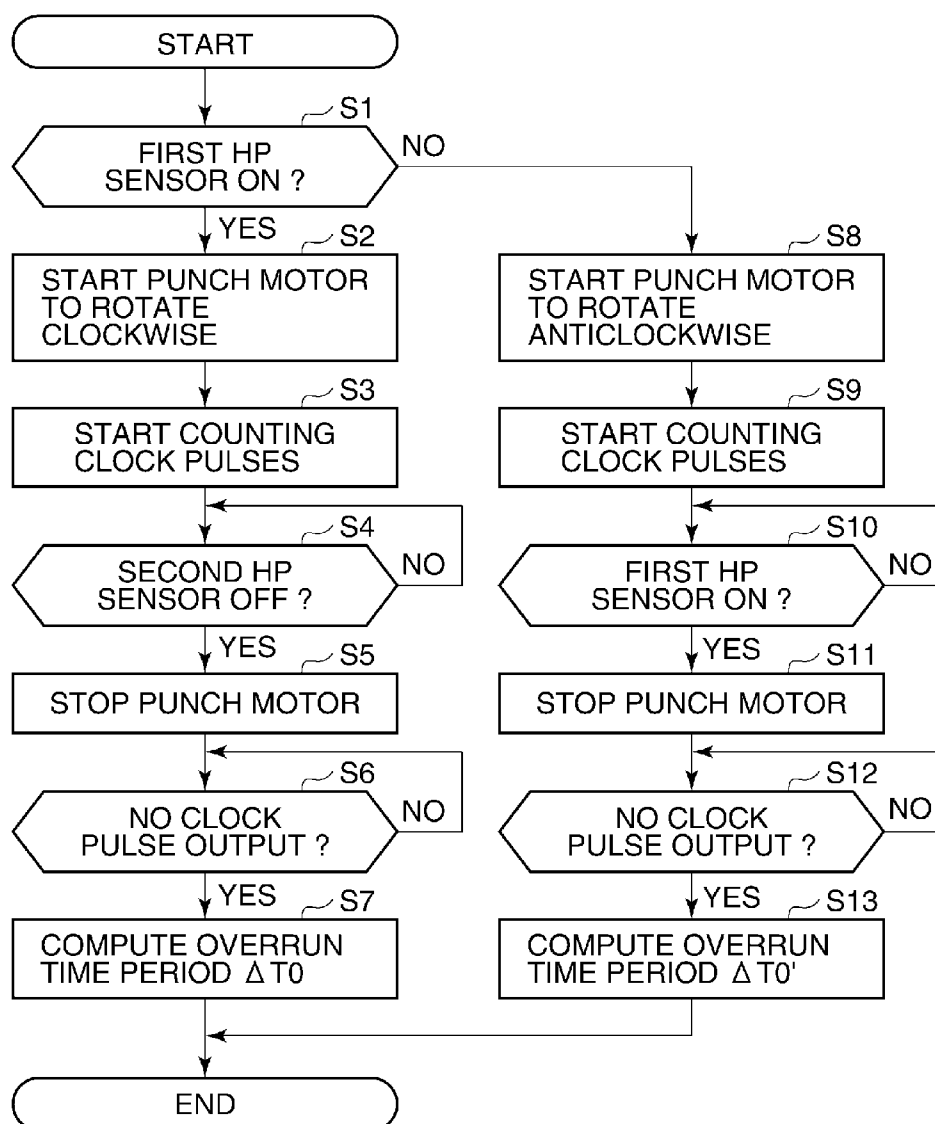 START
S1
FIRST HP
SENSOR ON ?
NO
YES
S2
START PUNCH MOTOR
TO ROTATE
CLOCKWISE
S3
START COUNTING
CLOCK PULSES
S4
SECOND HP
SENSOR OFF ?
NO
YES
S5
STOP PUNCH MOTOR
S6
NO CLOCK
PULSE OUTPUT ?
NO
YES
S7
COMPUTE OVERRUN
TIME PERIOD Δ T0
S8
START PUNCH MOTOR
TO ROTATE
ANTICLOCKWISE
S9
START COUNTING
CLOCK PULSES
S10
FIRST HP
SENSOR ON ?
NO
YES
S11
STOP PUNCH MOTOR
S12
NO CLOCK
PULSE OUTPUT ?
NO
YES
S13
COMPUTE OVERRUN
TIME PERIOD Δ T0'
END